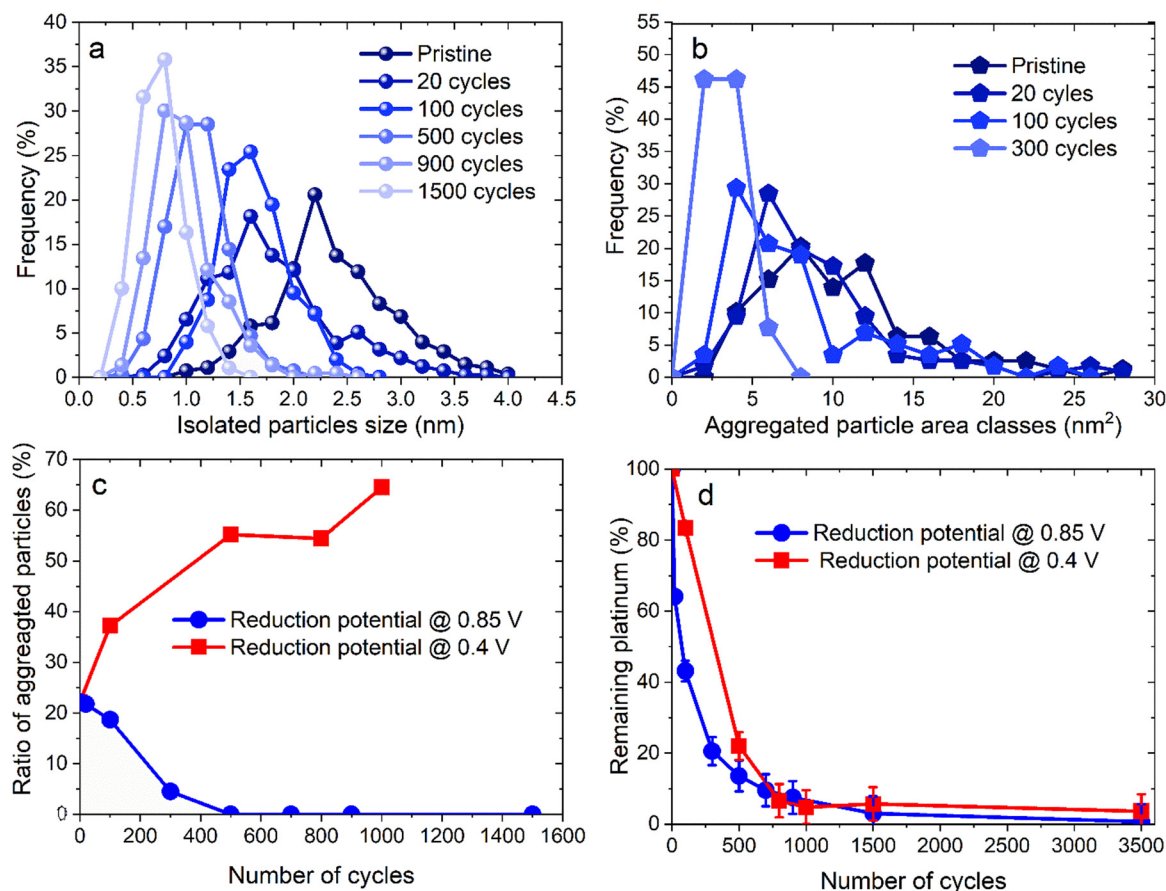 a
Pristine
20 cycles
100 cycles
500 cycles
900 cycles
1500 cycles
Frequency (%)
40
35
30
25
20
15
10
5
0
0.0 0.5 1.0 1.5 2.0 2.5 3.0 3.5 4.0 4.5
Isolated particles size (nm)
b
Pristine
20 cyles
100 cycles
300 cycles
Frequency (%)
55
50
45
40
35
30
25
20
15
10
5
0
0 5 10 15 20 25 30
Aggregated particle area classes (nm²)
c
Reduction potential @ 0.85 V
Reduction potential @ 0.4 V
Ratio of aggreagted particles (%)
70
60
50
40
30
20
10
0
0 200 400 600 800 1000 1200 1400 1600
Number of cycles
d
Reduction potential @ 0.85 V
Reduction potential @ 0.4 V
Remaining platinum (%)
100
80
60
40
20
0
0 500 1000 1500 2000 2500 3000 3500
Number of cycles